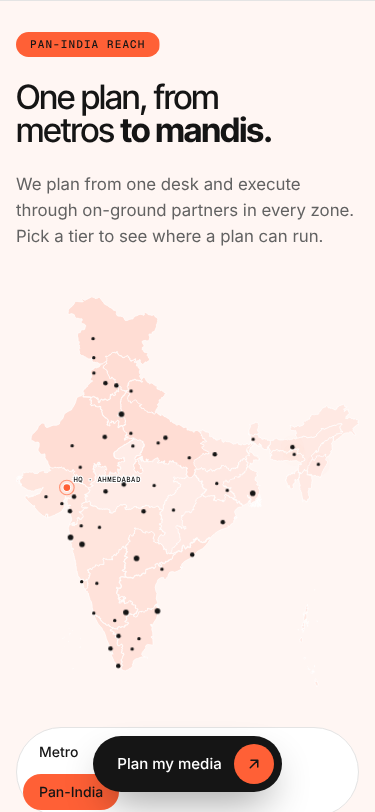 PAN-INDIA REACH
One plan, from
metros to mandis.
We plan from one desk and execute
through on-ground partners in every zone.
Pick a tier to see where a plan can run.
HQ · AHMEDABAD
Metro
Plan my media
Pan-India